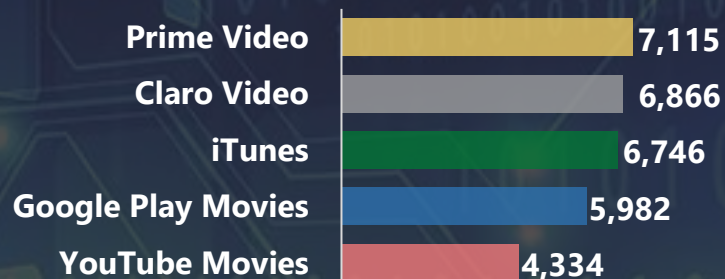 Prime Video 7,115
Claro Video 6,866
iTunes 6,746
Google Play Movies 5,982
YouTube Movies 4,334